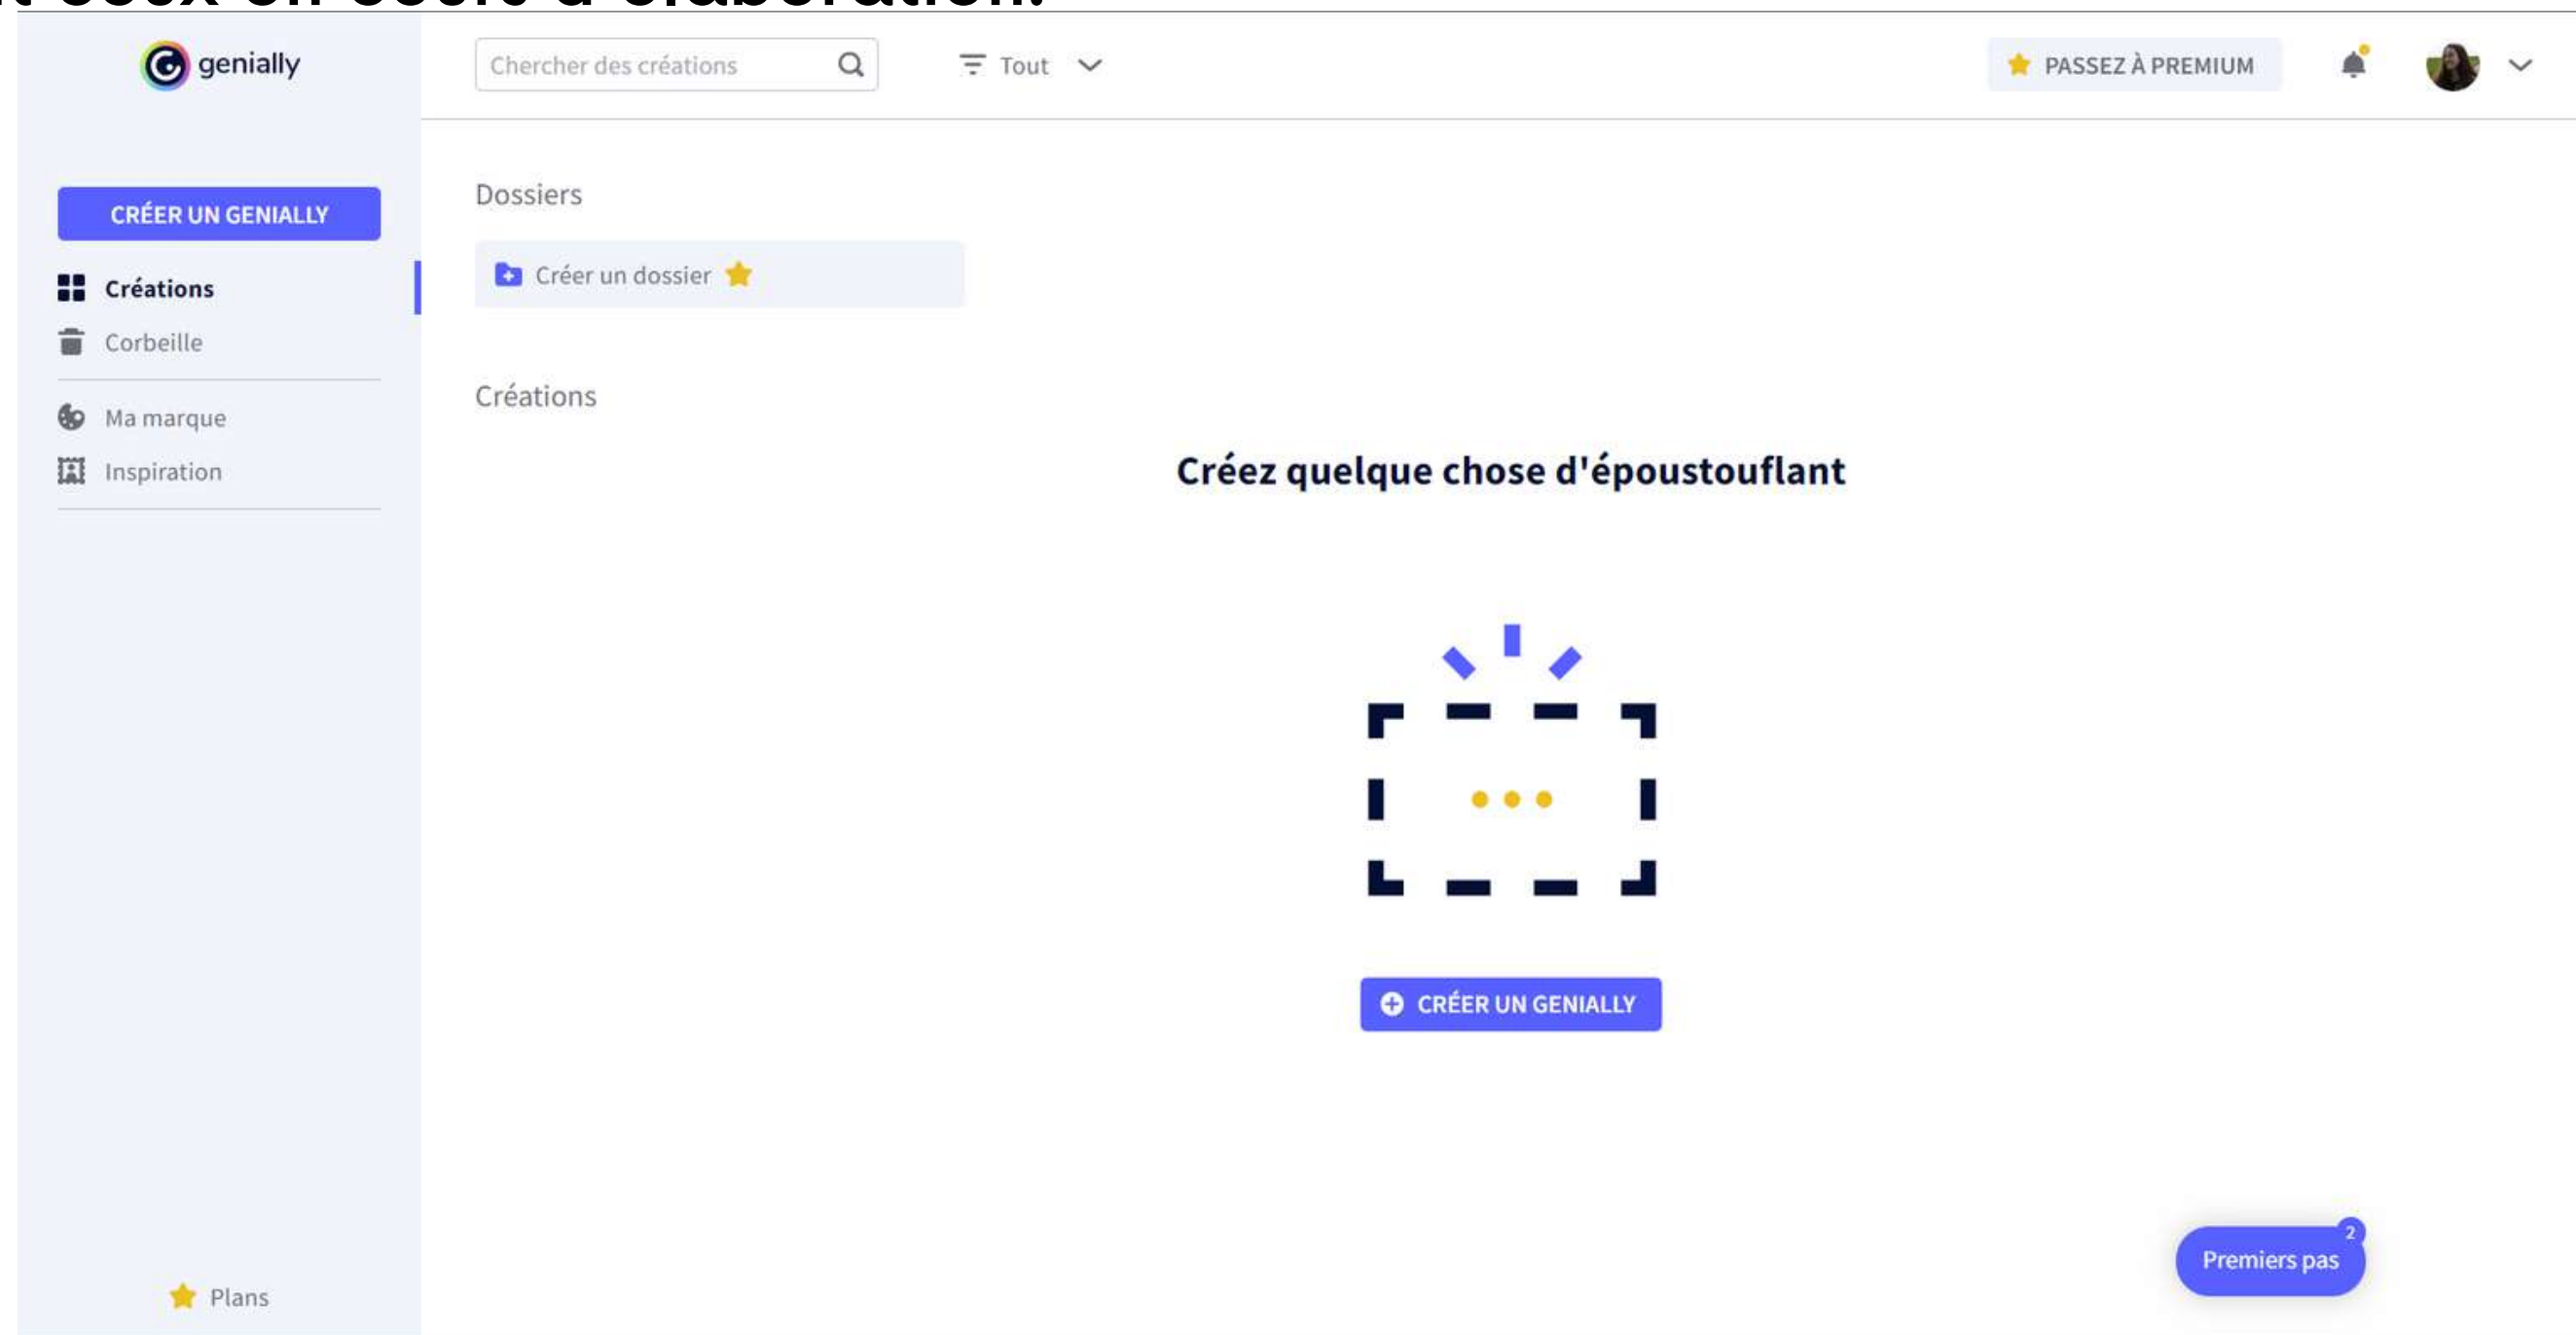 genially
Chercher des créations
Tout
PASSEZ À PREMIUM
CRÉER UN GENIALLY
Créations
Corbeille
Ma marque
Inspiration
Plans
Dossiers
Créer un dossier
Créations
Créez quelque chose d'époustouflant
CRÉER UN GENIALLY
2
Premiers pas